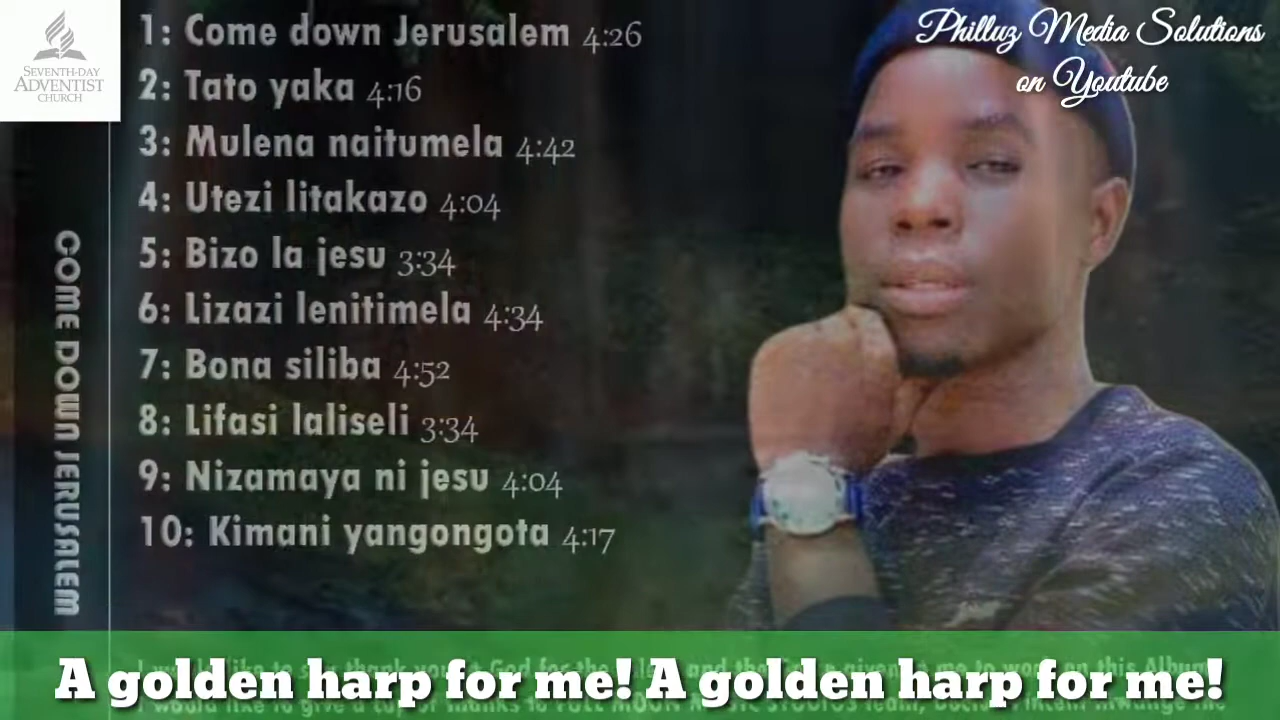 SEVENTH-DAY
ADVENTIST
CHURCH
Philluz Media Solutions
on Youtube
1: Come down Jerusalem 4:26
2: Tato yaka 4:16
3: Mulena naitumela 4:42
4: Utezi litakazo 4:04
5: Bizo la jesu 3:34
6: Lizazi lenitimela 4:34
7: Bona siliba 4:52
8: Lifasi laliseli 3:34
9: Nizamaya ni jesu 4:04
10: Kimani yangongota 4:17
COME DOWN JERUSALEM
A golden harp for me! A golden harp for me!